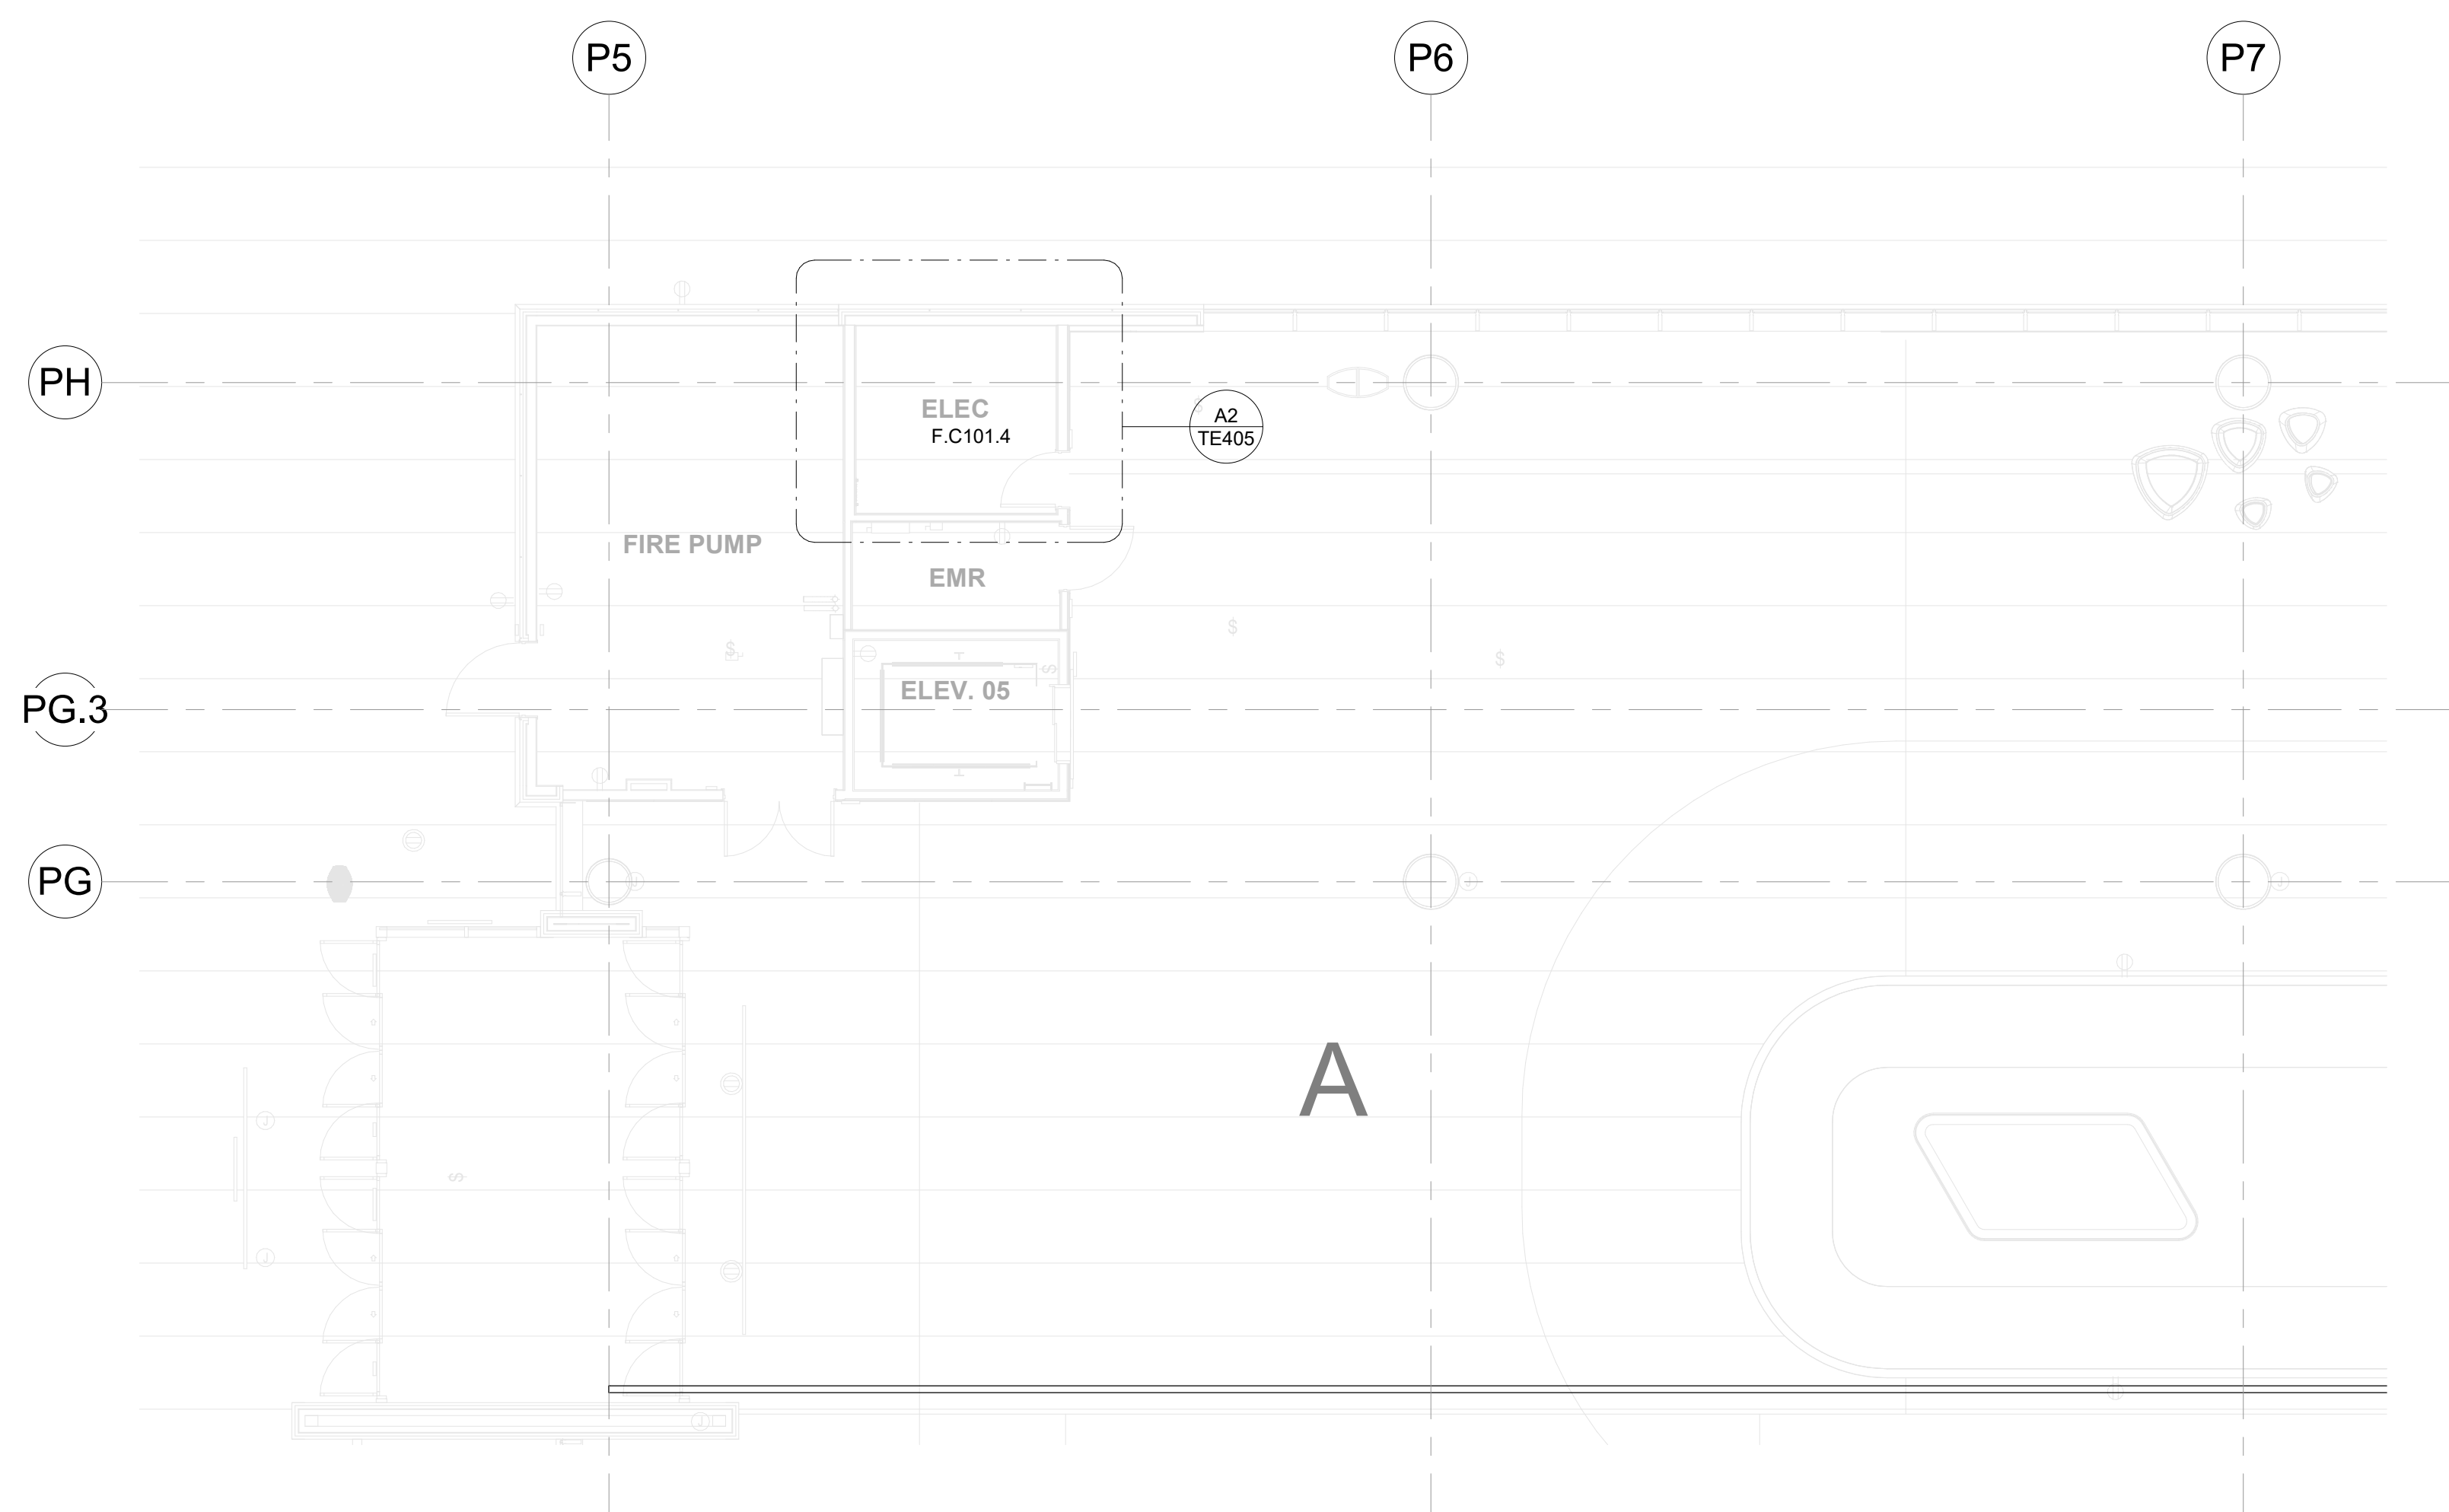 P5
P6
P7
PH
ELEC
F.C101.4
$
A2
TE405
FIRE PUMP
EMR
$
$
$
$
ELEV. 05
PG.3
PG
J
J
J
A
J
$
J
J